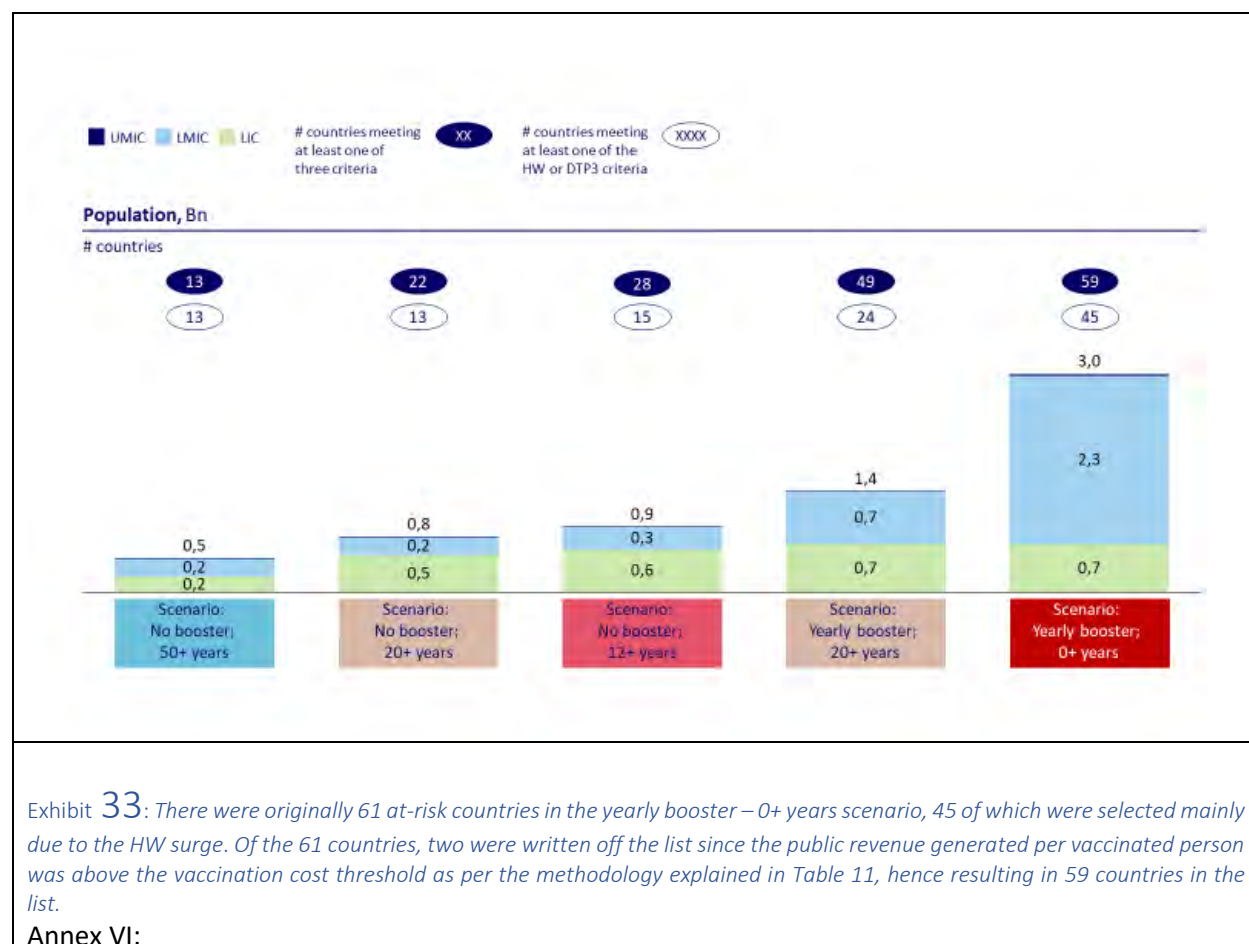 UMIC LMIC LIC
# countries meeting
at least one of
three criteria
XX
# countries meeting
at least one of the
HW or DTP3 criteria
XXXX
Population, Bn
# countries
13 22 28 49 59
13 13 15 24 45
0,5 0,8 0,9 1,4 3,0
0,2 0,2 0,3 0,7 2,3
0,2 0,5 0,6 0,7 0,7
Scenario:
No booster;
50+ years
Scenario:
No booster;
20+ years
Scenario:
No booster;
12+ years
Scenario:
Yearly booster;
20+ years
Scenario:
Yearly booster;
0+ years
Exhibit 33: There were originally 61 at-risk countries in the yearly booster – 0+ years scenario, 45 of which were selected mainly
due to the HW surge. Of the 61 countries, two were written off the list since the public revenue generated per vaccinated person
was above the vaccination cost threshold as per the methodology explained in Table 11, hence resulting in 59 countries in the
list.
Annex VI: